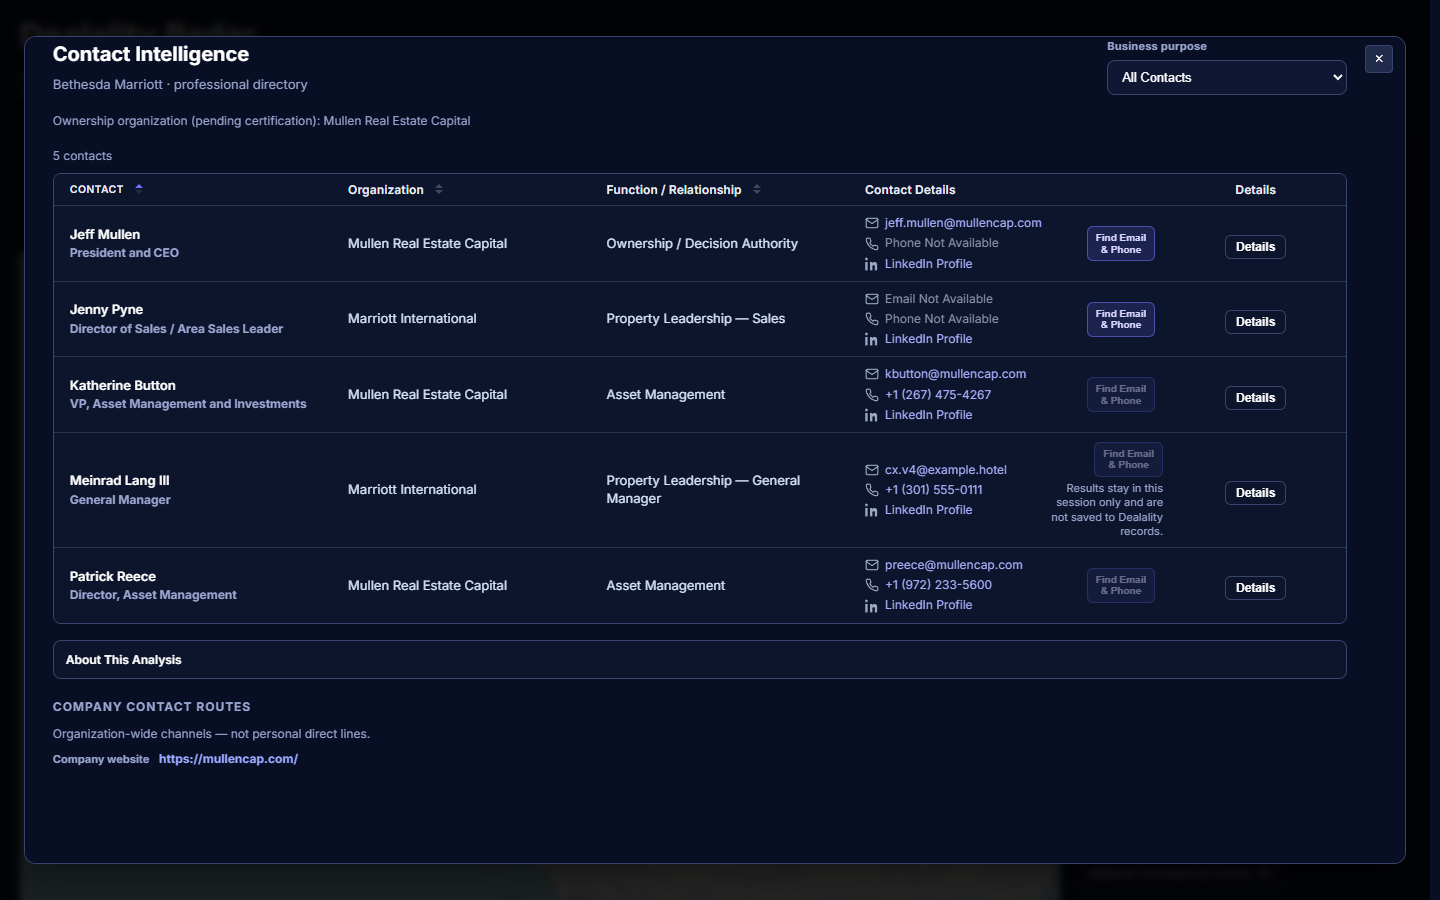 Contact Intelligence
Business purpose
×
Bethesda Marriott · professional directory
All Contacts
Ownership organization (pending certification): Mullen Real Estate Capital
5 contacts
CONTACT Organization Function / Relationship Contact Details Details
Jeff Mullen
President and CEO
Mullen Real Estate Capital
Ownership / Decision Authority
jeff.mullen@mullencap.com
Phone Not Available
LinkedIn Profile
Find Email
& Phone
Details
Jenny Pyne
Director of Sales / Area Sales Leader
Marriott International
Property Leadership — Sales
Email Not Available
Phone Not Available
LinkedIn Profile
Find Email
& Phone
Details
Katherine Button
VP, Asset Management and Investments
Mullen Real Estate Capital
Asset Management
kbutton@mullencap.com
+1 (267) 475-4267
LinkedIn Profile
Find Email
& Phone
Details
Meinrad Lang III
General Manager
Marriott International
Property Leadership — General
Manager
cx.v4@example.hotel
+1 (301) 555-0111
LinkedIn Profile
Find Email
& Phone
Results stay in this
session only and are
not saved to Dealality
records.
Details
Patrick Reece
Director, Asset Management
Mullen Real Estate Capital
Asset Management
preece@mullencap.com
+1 (972) 233-5600
LinkedIn Profile
Find Email
& Phone
Details
About This Analysis
COMPANY CONTACT ROUTES
Organization-wide channels — not personal direct lines.
Company website https://mullencap.com/